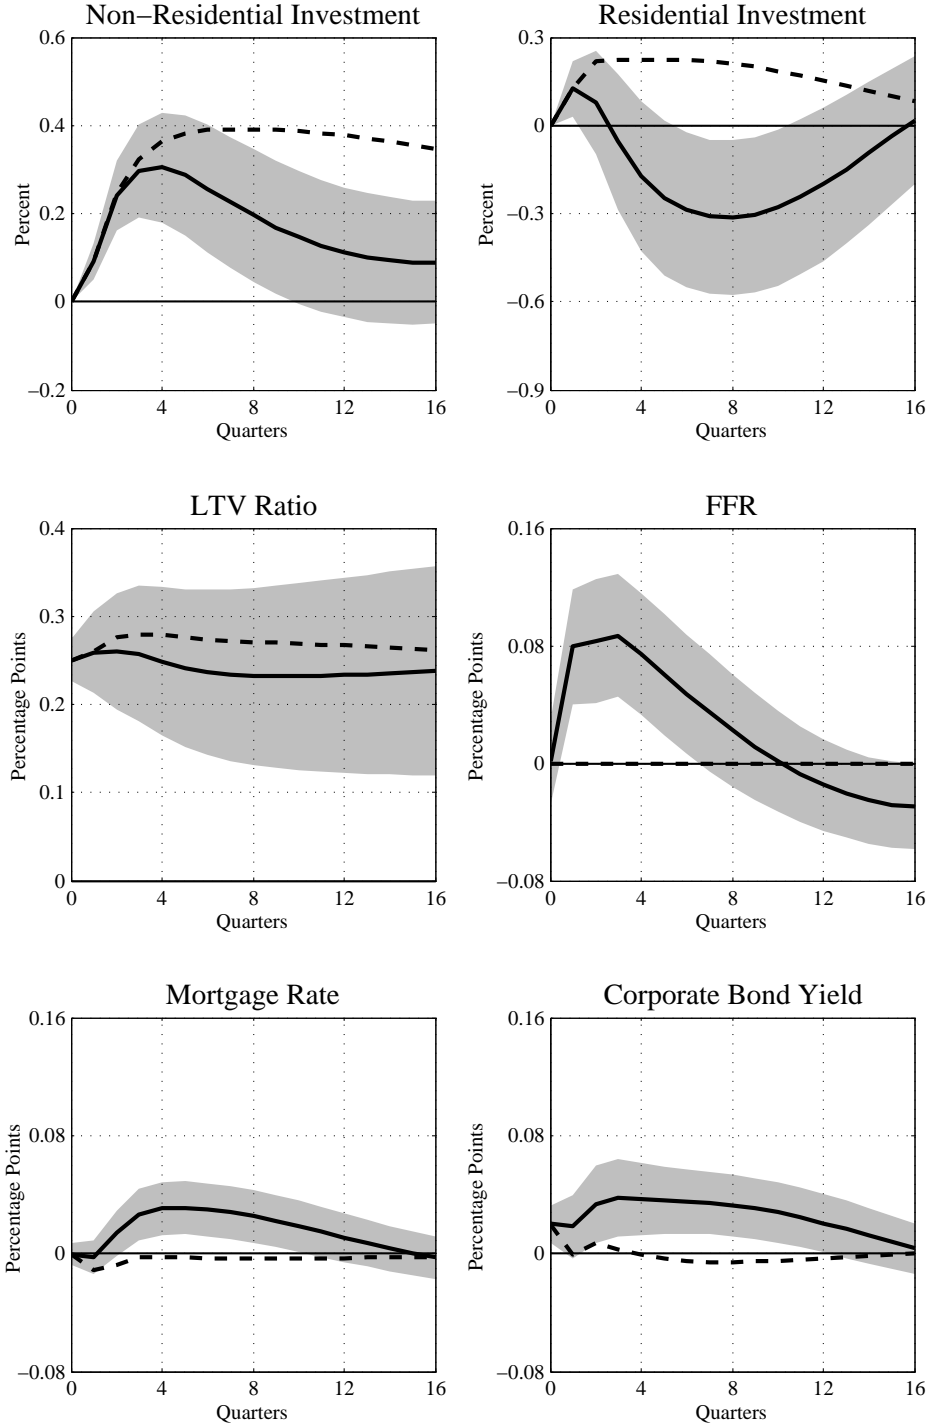 Non−Residential Investment
0.6
0.4
0.2
0
−0.2
Percent
0 4 8 12 16
Quarters
Residential Investment
0.3
0
−0.3
−0.6
−0.9
Percent
0 4 8 12 16
Quarters
LTV Ratio
0.4
0.3
0.2
0.1
0
Percentage Points
0 4 8 12 16
Quarters
FFR
0.16
0.08
0
−0.08
Percentage Points
0 4 8 12 16
Quarters
Mortgage Rate
0.16
0.08
0
−0.08
Percentage Points
0 4 8 12 16
Quarters
Corporate Bond Yield
0.16
0.08
0
−0.08
Percentage Points
0 4 8 12 16
Quarters